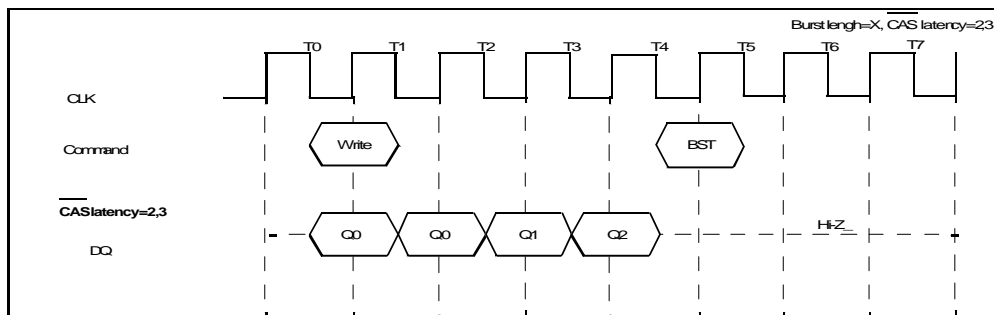 Burst lengh=X, CAS latency=2,3
T0 T1 T2 T3 T4 T5 T6 T7
CLK
Command Write BST
CAS latency=2,3
DQ Q0 Q0 Q1 Q2 Hi-Z